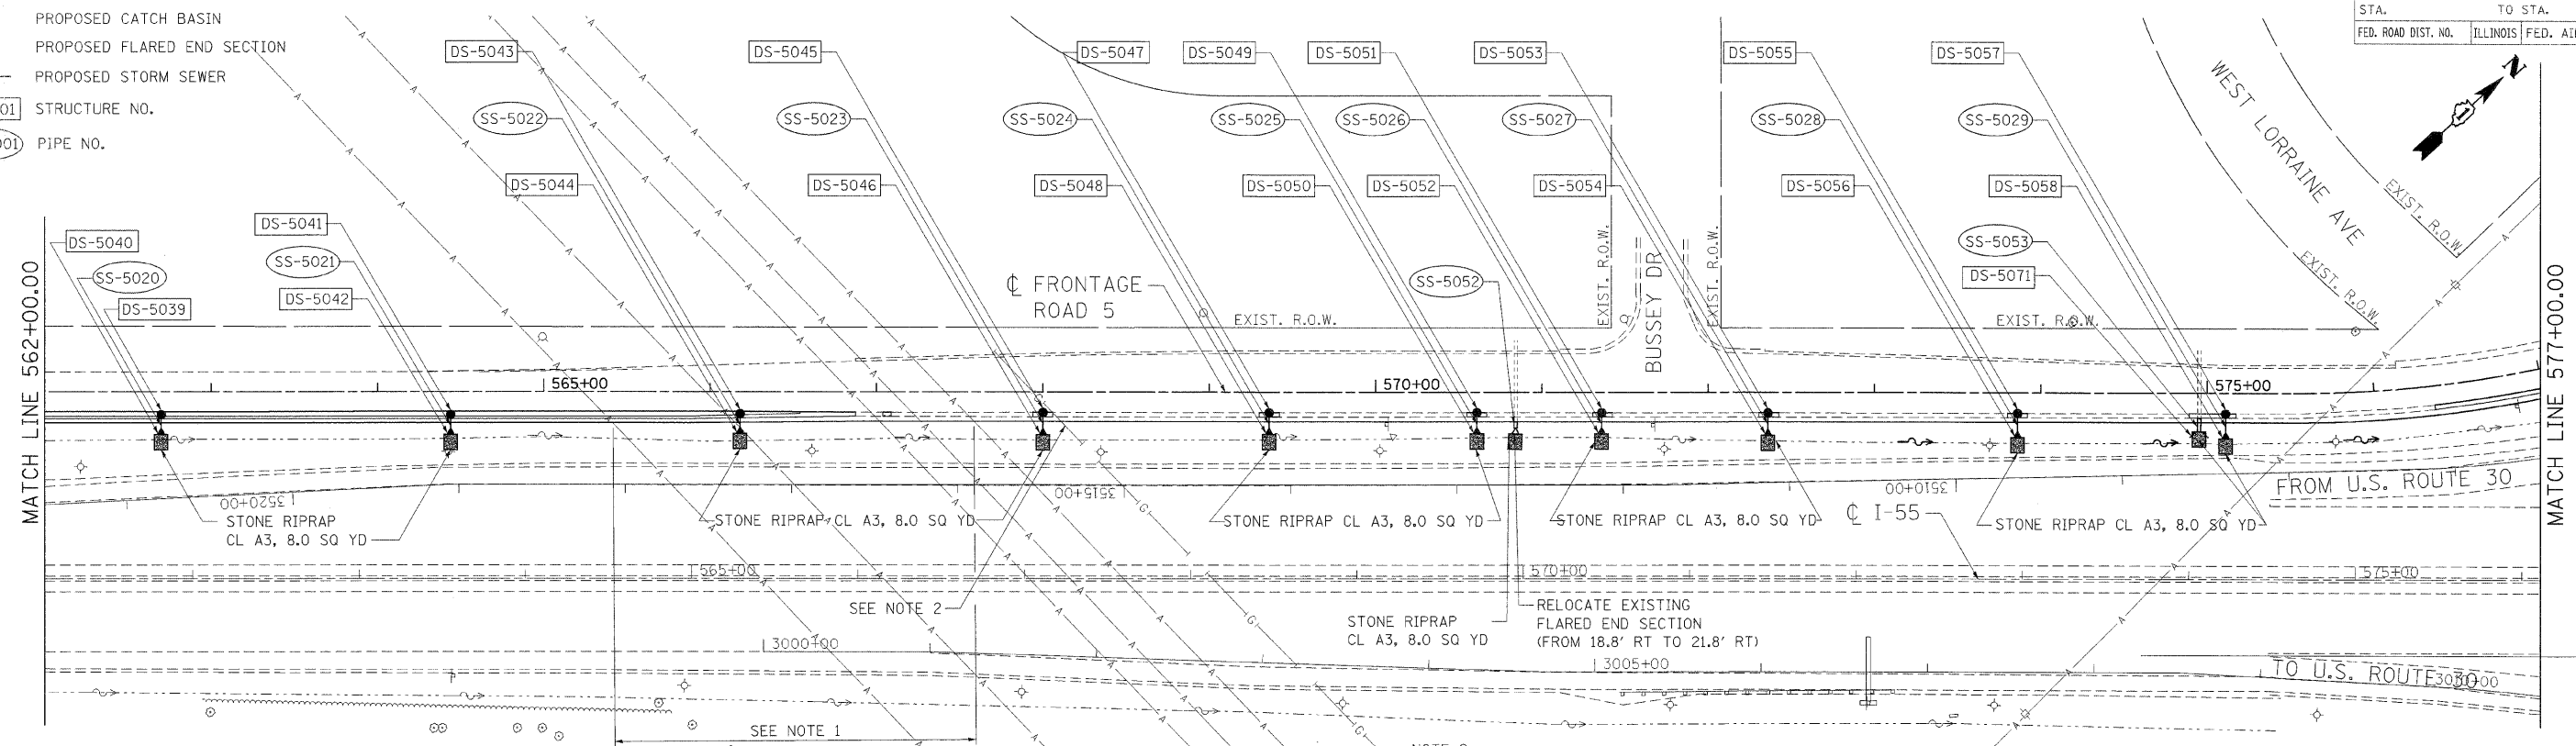 PROPOSED CATCH BASIN
PROPOSED FLARED END SECTION
PROPOSED STORM SEWER
01 STRUCTURE NO.
001 PIPE NO.
STA. TO STA.
FED. ROAD DIST. NO. ILLINOIS FED. AI
DS-5043
DS-5045
DS-5047
DS-5049
DS-5051
DS-5053
DS-5055
DS-5057
N
SS-5022
SS-5023
SS-5024
SS-5025
SS-5026
SS-5027
SS-5028
SS-5029
WEST LORRAINE AVE
EXIST. R.O.W.
EXIST. R.O.W.
DS-5044
DS-5046
DS-5048
DS-5050
DS-5052
DS-5054
DS-5056
DS-5058
DS-5040
SS-5020
DS-5039
DS-5041
SS-5021
DS-5042
SS-5052
SS-5053
DS-5071
℄ FRONTAGE
ROAD 5
EXIST. R.O.W.
EXIST. R.O.W.
BUSSEY DR
EXIST. R.O.W.
EXIST. R.O.W.
MATCH LINE 562+00.00
MATCH LINE 577+00.00
565+00
570+00
575+00
3520+00
3515+00
3510+00
STONE RIPRAP
CL A3, 8.0 SQ YD
STONE RIPRAP CL A3, 8.0 SQ YD
STONE RIPRAP CL A3, 8.0 SQ YD
STONE RIPRAP CL A3, 8.0 SQ YD
℄ I-55
STONE RIPRAP CL A3, 8.0 SQ YD
FROM U.S. ROUTE 30
565+00
570+00
575+00
SEE NOTE 2
STONE RIPRAP
CL A3, 8.0 SQ YD
RELOCATE EXISTING
FLARED END SECTION
(FROM 18.8' RT TO 21.8' RT)
3000+00
3005+00
TO U.S. ROUTE 30
SEE NOTE 1